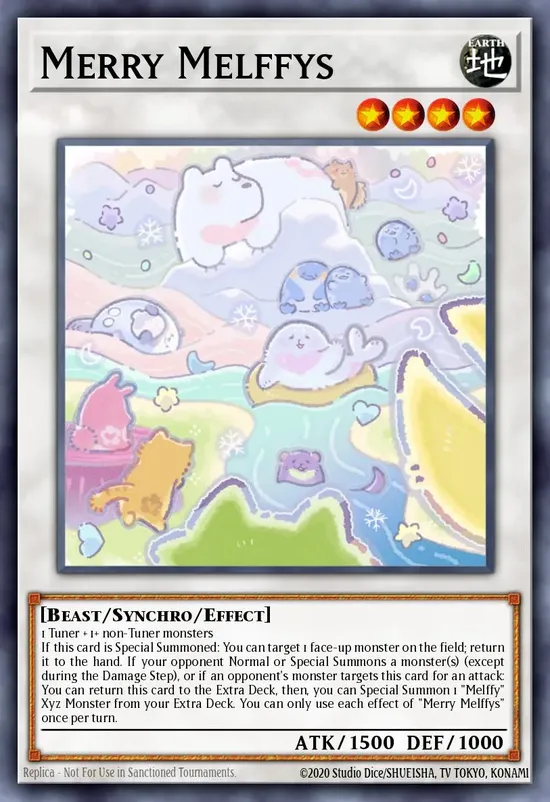 MERRY MELFFYS
EARTH
地
[BEAST/SYNCHRO/EFFECT]
1 Tuner + 1+ non-Tuner monsters
If this card is Special Summoned: You can target 1 face-up monster on the field; return
it to the hand. If your opponent Normal or Special Summons a monster(s) (except
during the Damage Step), or if an opponent's monster targets this card for an attack:
You can return this card to the Extra Deck, then, you can Special Summon 1 "Melffy"
Xyz Monster from your Extra Deck. You can only use each effect of "Merry Melffys"
once per turn.
ATK/1500 DEF/1000
Replica - Not For Use in Sanctioned Tournaments.
©2020 Studio Dice/SHUEISHA, TV TOKYO, KONAMI